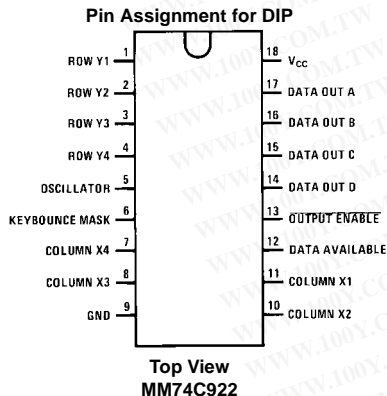 Pin Assignment for DIP
ROW Y1 1
ROW Y2 2
ROW Y3 3
ROW Y4 4
OSCILLATOR 5
KEYBOUNCE MASK 6
COLUMN X4 7
COLUMN X3 8
GND 9
18 VCC
17 DATA OUT A
16 DATA OUT B
15 DATA OUT C
14 DATA OUT D
13 OUTPUT ENABLE
12 DATA AVAILABLE
11 COLUMN X1
10 COLUMN X2
Top View
MM74C922